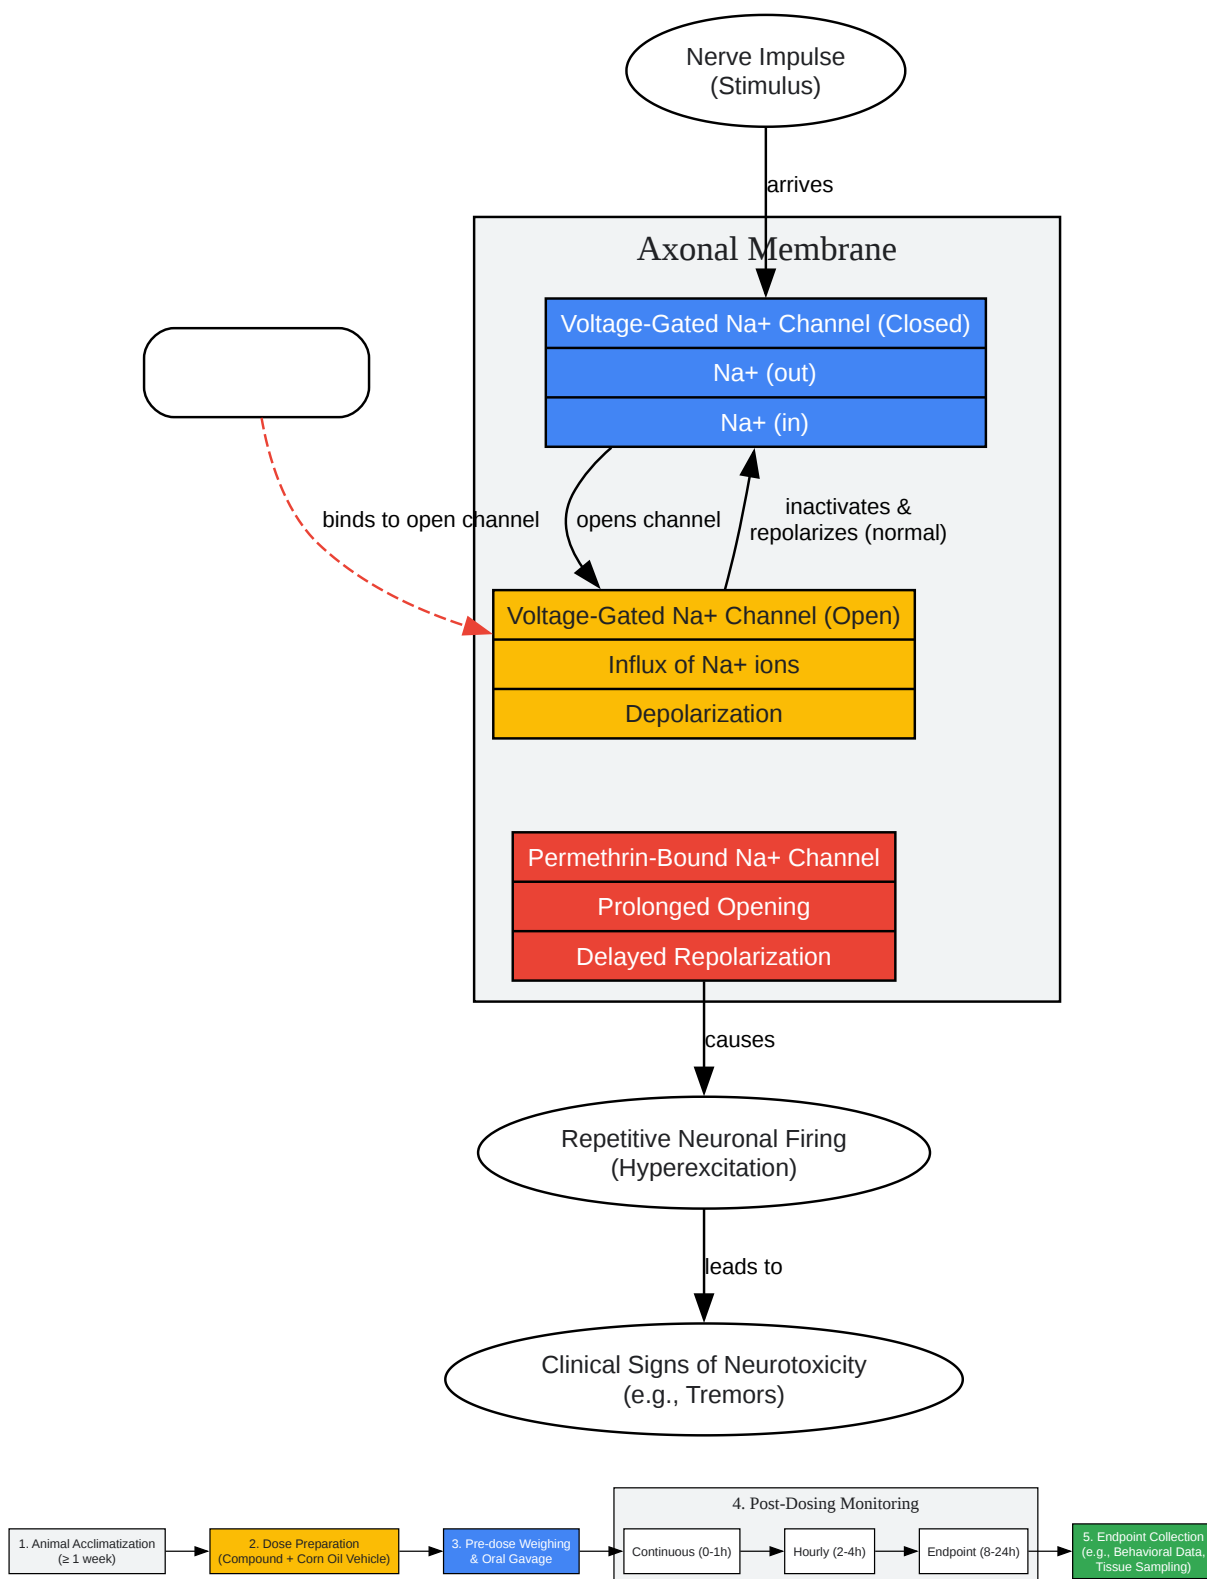 Nerve Impulse
(Stimulus)
arrives
Axonal Membrane
Voltage-Gated Na+ Channel (Closed)
Na+ (out)
Na+ (in)
binds to open channel
opens channel
inactivates &
repolarizes (normal)
Voltage-Gated Na+ Channel (Open)
Influx of Na+ ions
Depolarization
Permethrin-Bound Na+ Channel
Prolonged Opening
Delayed Repolarization
causes
Repetitive Neuronal Firing
(Hyperexcitation)
leads to
Clinical Signs of Neurotoxicity
(e.g., Tremors)
1. Animal Acclimatization
(≥ 1 week)
2. Dose Preparation
(Compound + Corn Oil Vehicle)
3. Pre-dose Weighing
& Oral Gavage
4. Post-Dosing Monitoring
Continuous (0-1h)
Hourly (2-4h)
Endpoint (8-24h)
5. Endpoint Collection
(e.g., Behavioral Data,
Tissue Sampling)